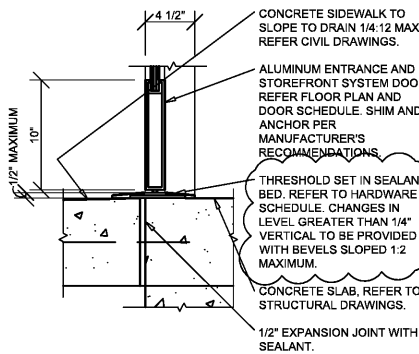 4 1/2"
CONCRETE SIDEWALK TO
SLOPE TO DRAIN 1/4:12 MAX
REFER CIVIL DRAWINGS.
ALUMINUM ENTRANCE AND
STOREFRONT SYSTEM DOO
REFER FLOOR PLAN AND
DOOR SCHEDULE. SHIM AND
ANCHOR PER
MANUFACTURER'S
RECOMMENDATIONS.
10"
1/2" MAXIMUM
THRESHOLD SET IN SEALAN
BED. REFER TO HARDWARE
SCHEDULE. CHANGES IN
LEVEL GREATER THAN 1/4"
VERTICAL TO BE PROVIDED
WITH BEVELS SLOPED 1:2
MAXIMUM.
CONCRETE SLAB, REFER TO
STRUCTURAL DRAWINGS.
1/2" EXPANSION JOINT WITH
SEALANT.